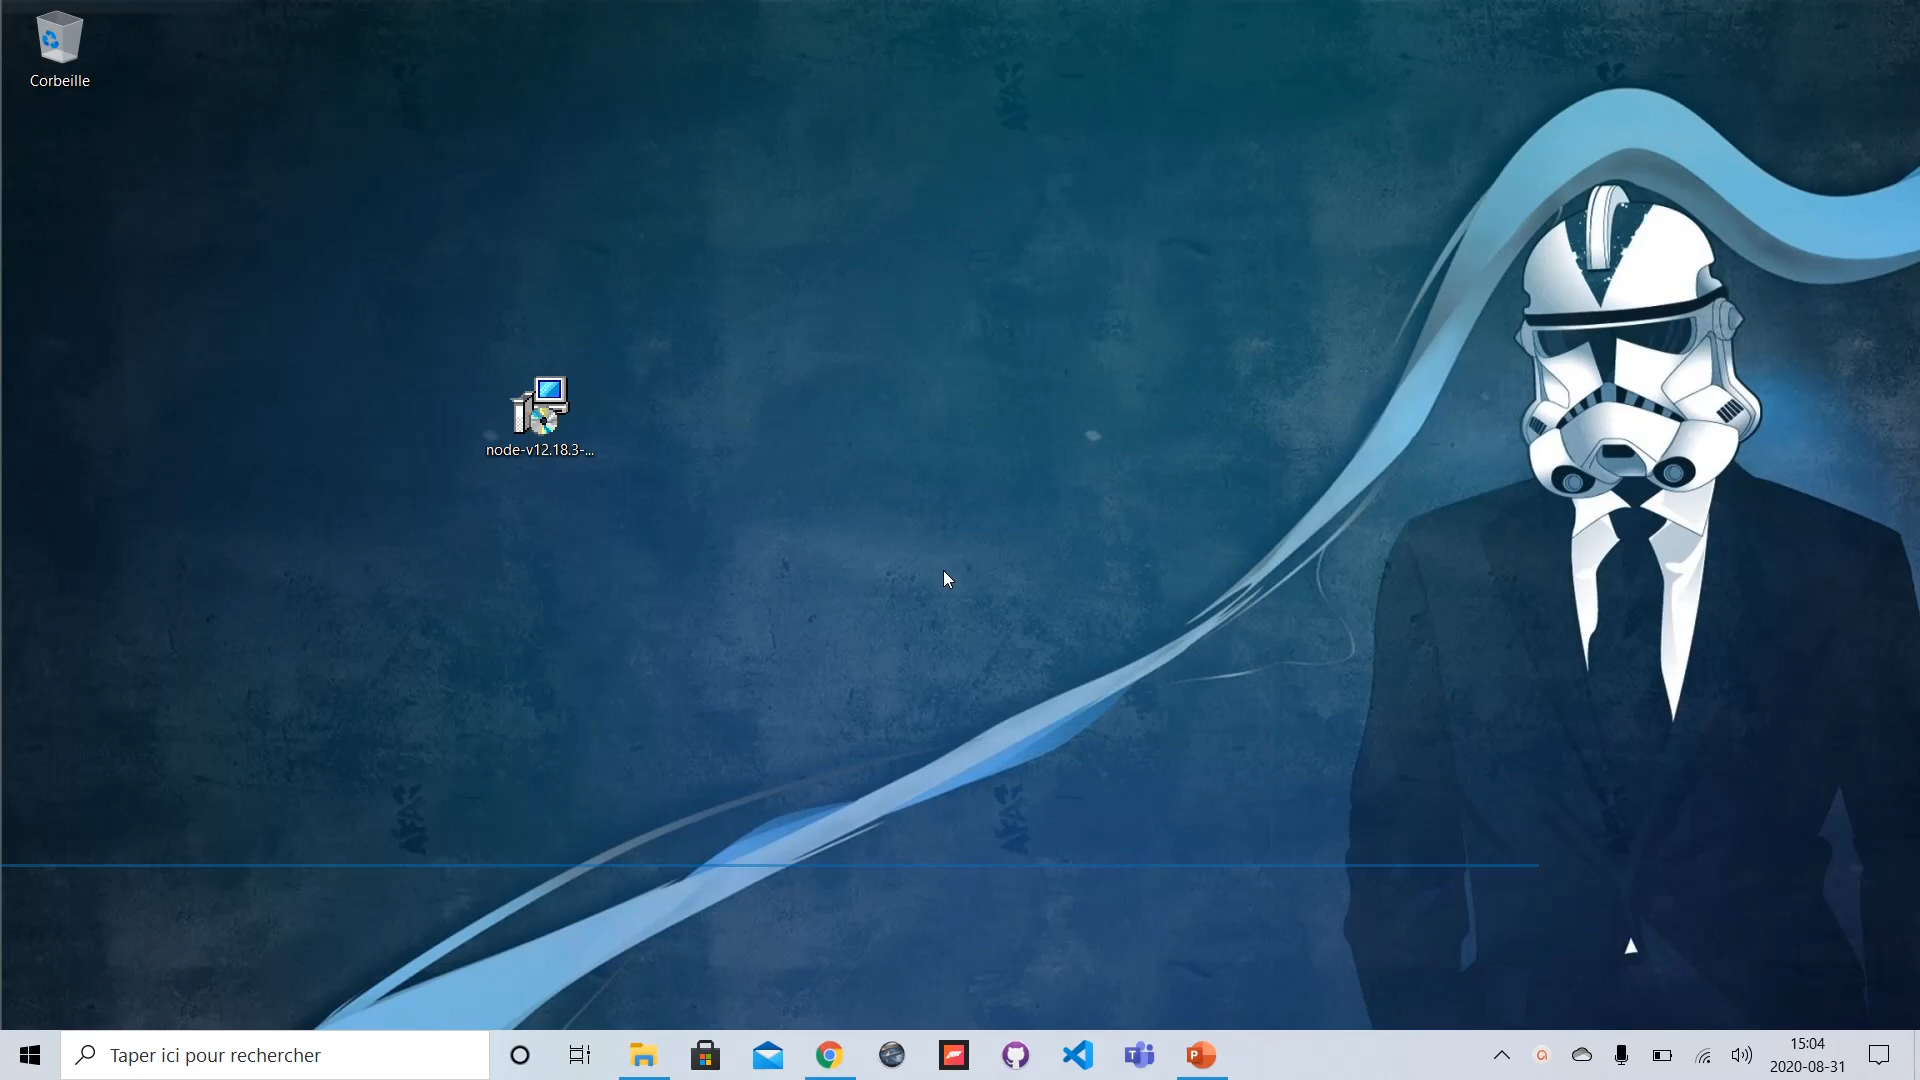 Corbeille
node-v12.18.3-...
Taper ici pour rechercher
15:04
2020-08-31